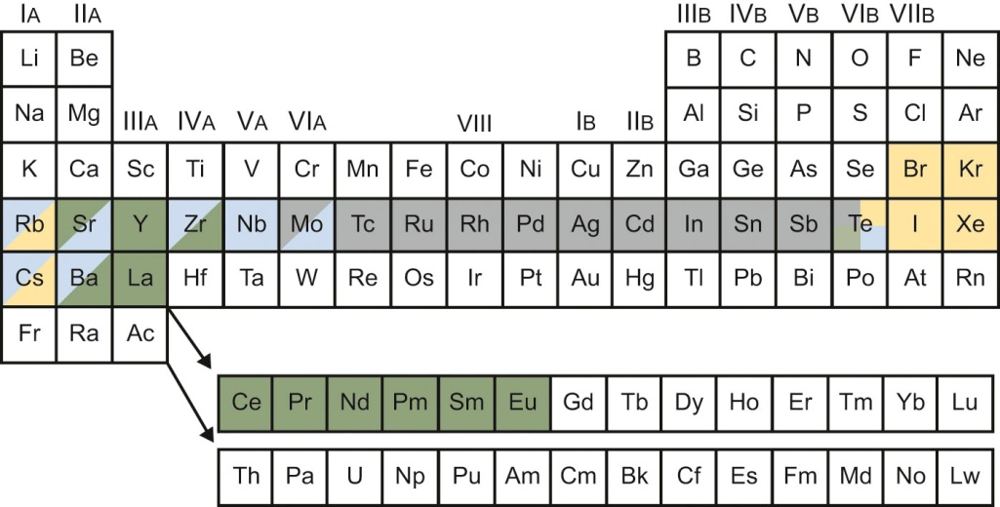 IA IIA IIIB IVB VB VIB VIIB
Li Be B C N O F Ne
Na Mg Al Si P S Cl Ar
IIIA IVA VA VIA VIII IB IIB
K Ca Sc Ti V Cr Mn Fe Co Ni Cu Zn Ga Ge As Se Br Kr
Rb Sr Y Zr Nb Mo Tc Ru Rh Pd Ag Cd In Sn Sb Te I Xe
Cs Ba La Hf Ta W Re Os Ir Pt Au Hg Tl Pb Bi Po At Rn
Fr Ra Ac
Ce Pr Nd Pm Sm Eu Gd Tb Dy Ho Er Tm Yb Lu
Th Pa U Np Pu Am Cm Bk Cf Es Fm Md No Lw